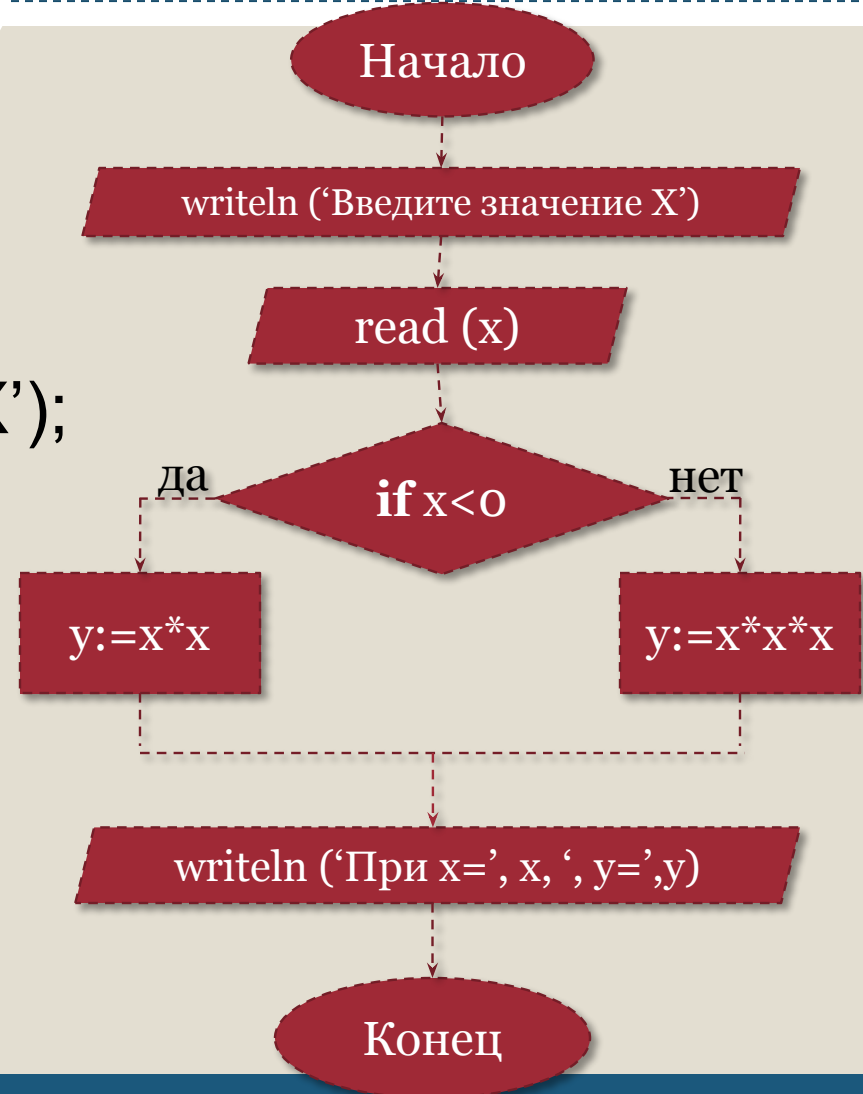 Начало
writeln (‘Введите значение X’)
read (x)
’);
да
if x<0
нет
y:=x*x
y:=x*x*x
writeln (‘При x=’, x, ‘, y=’,y)
Конец